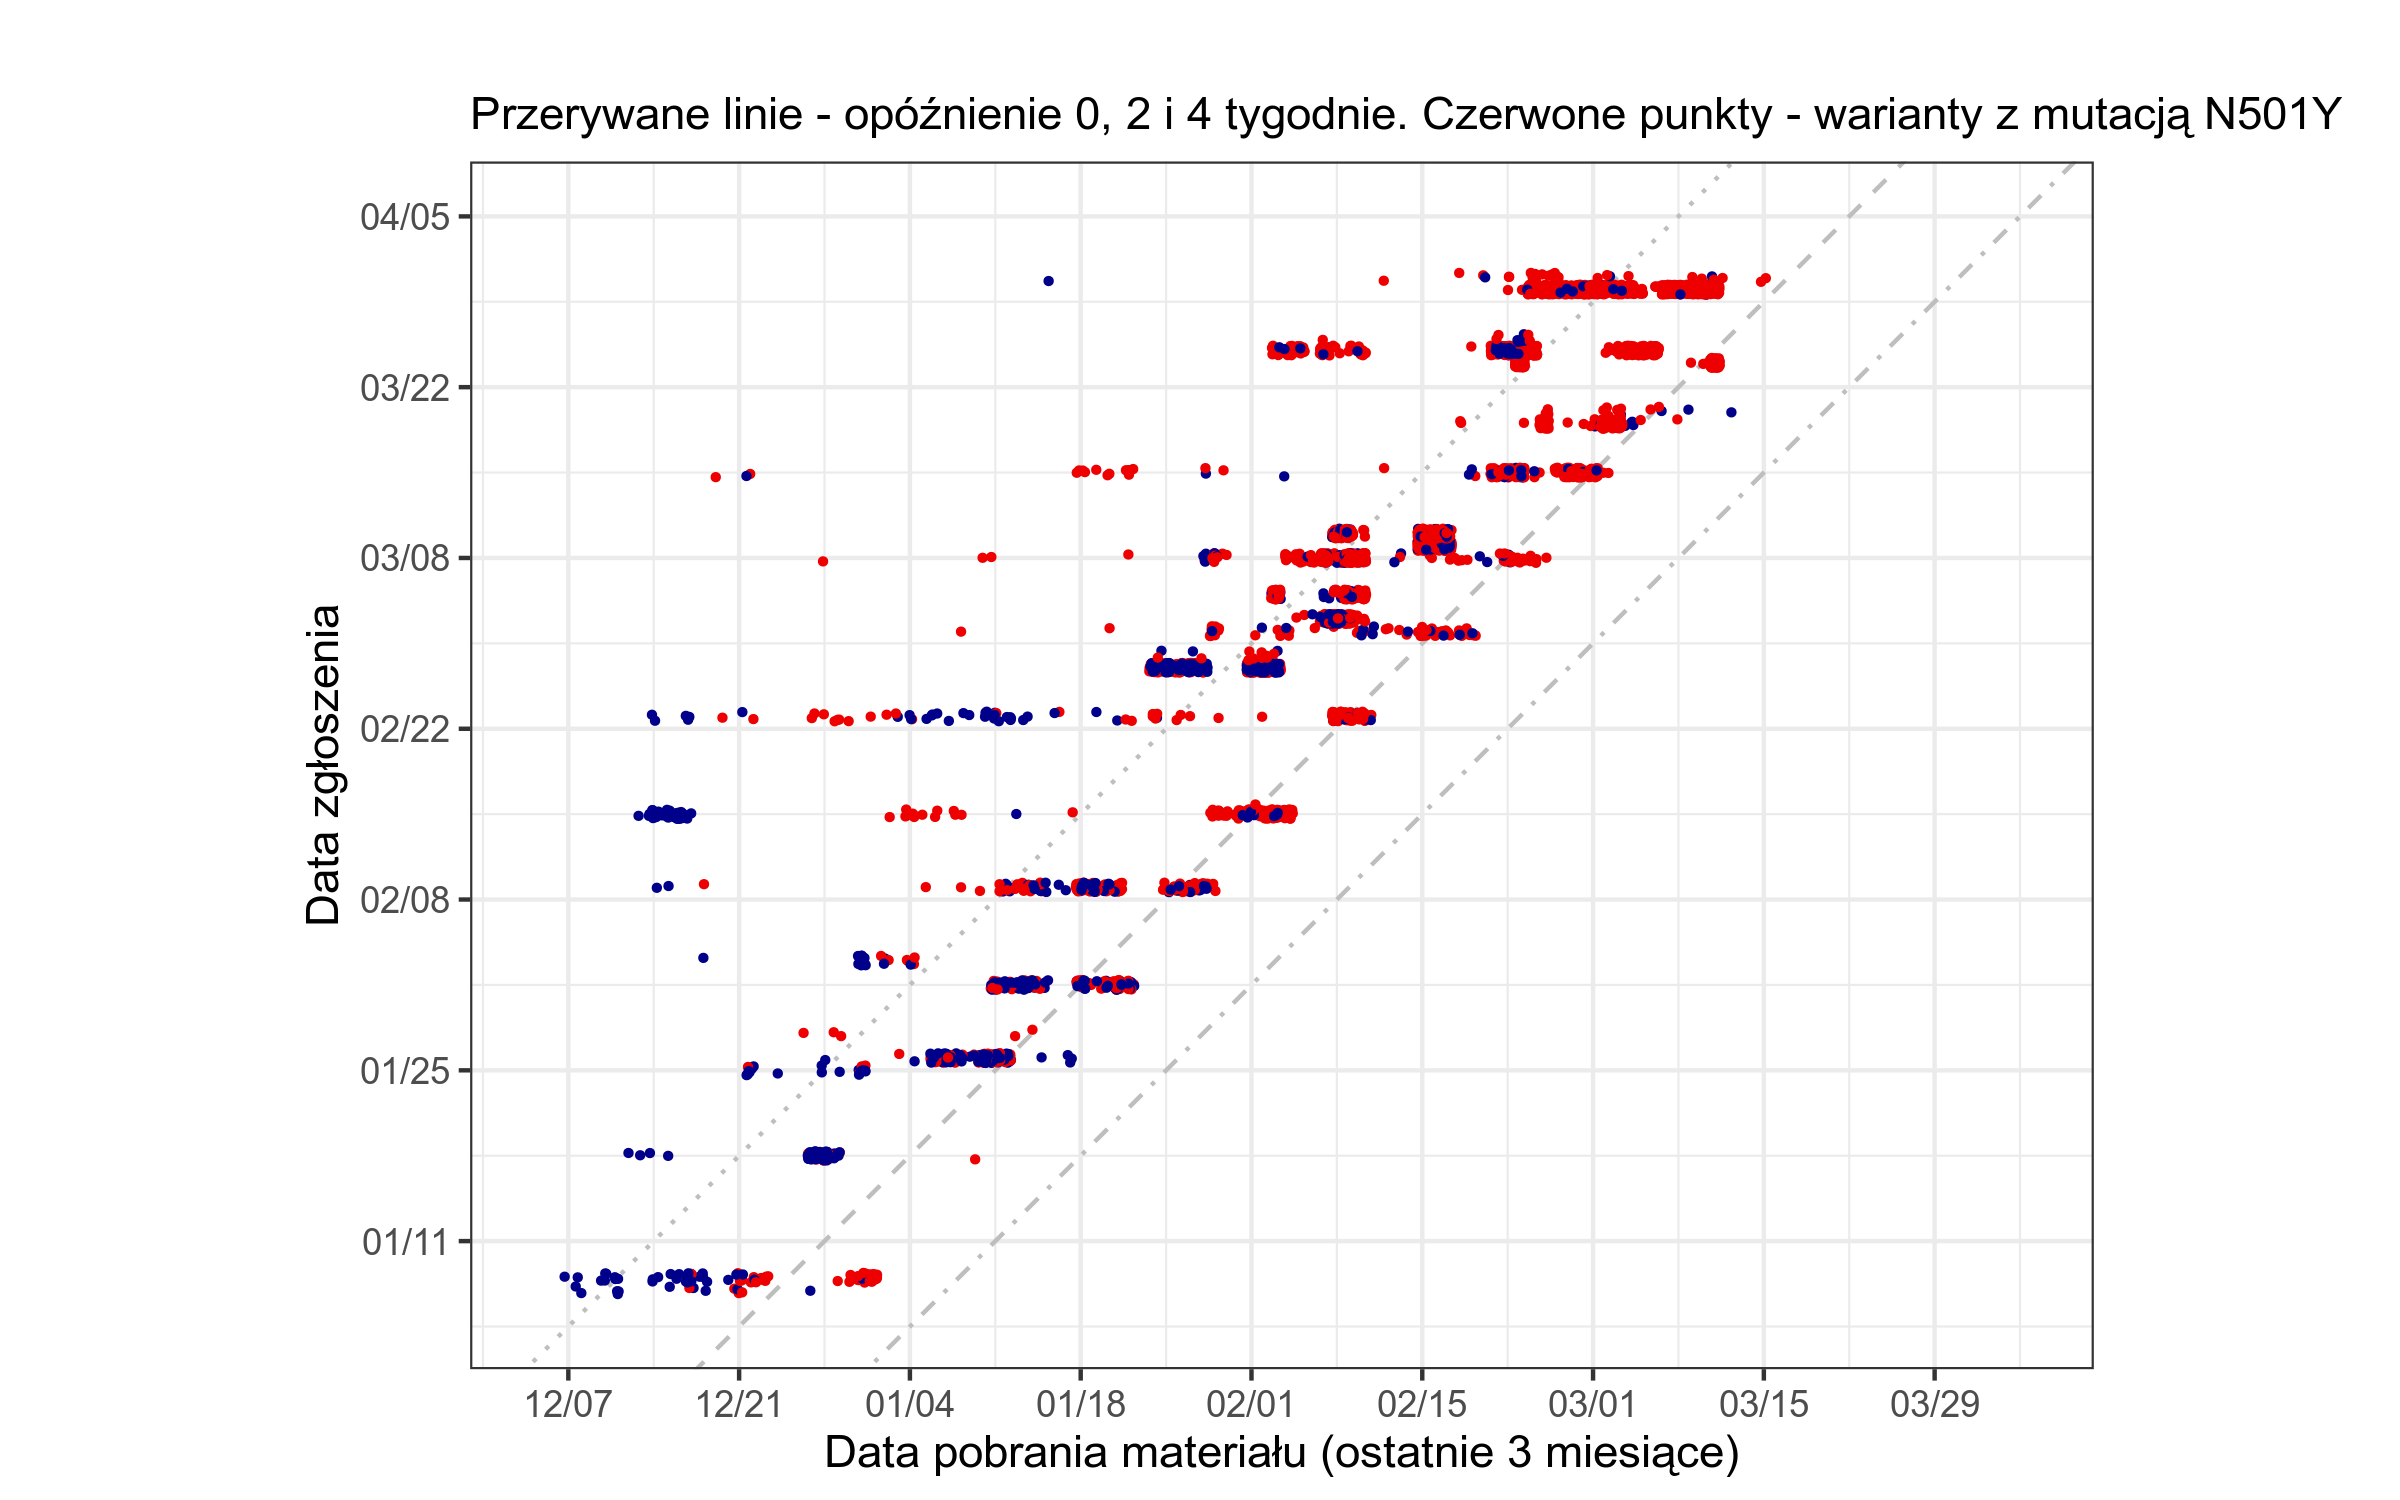 Przerywane linie - opóźnienie 0, 2 i 4 tygodnie. Czerwone punkty - warianty z mutacją N501Y
Data zgłoszenia
04/05
03/22
03/08
02/22
02/08
01/25
01/11
12/07 12/21 01/04 01/18 02/01 02/15 03/01 03/15 03/29
Data pobrania materiału (ostatnie 3 miesiące)